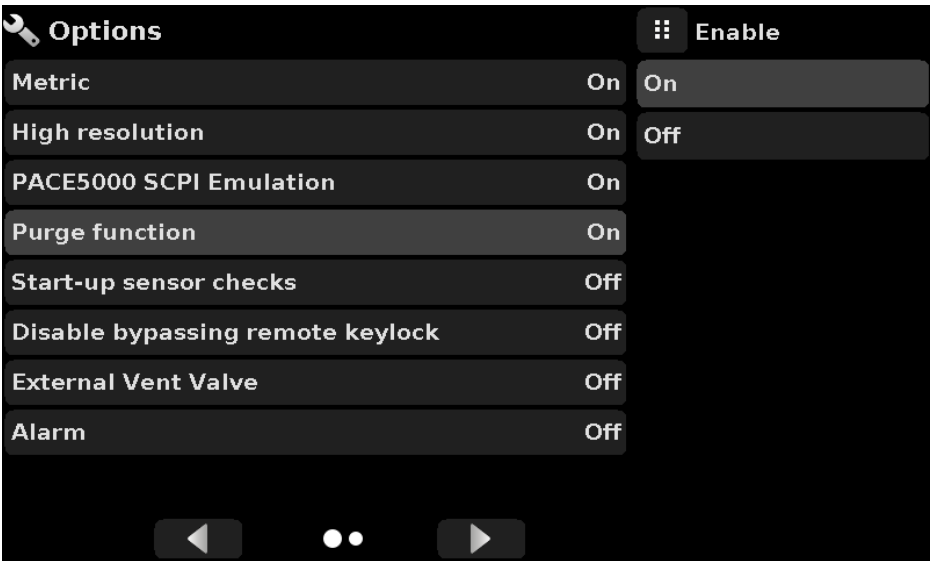 Options
Metric On
High resolution On
PACE5000 SCPI Emulation On
Purge function On
Start-up sensor checks Off
Disable bypassing remote keylock Off
External Vent Valve Off
Alarm Off
Enable
On
Off